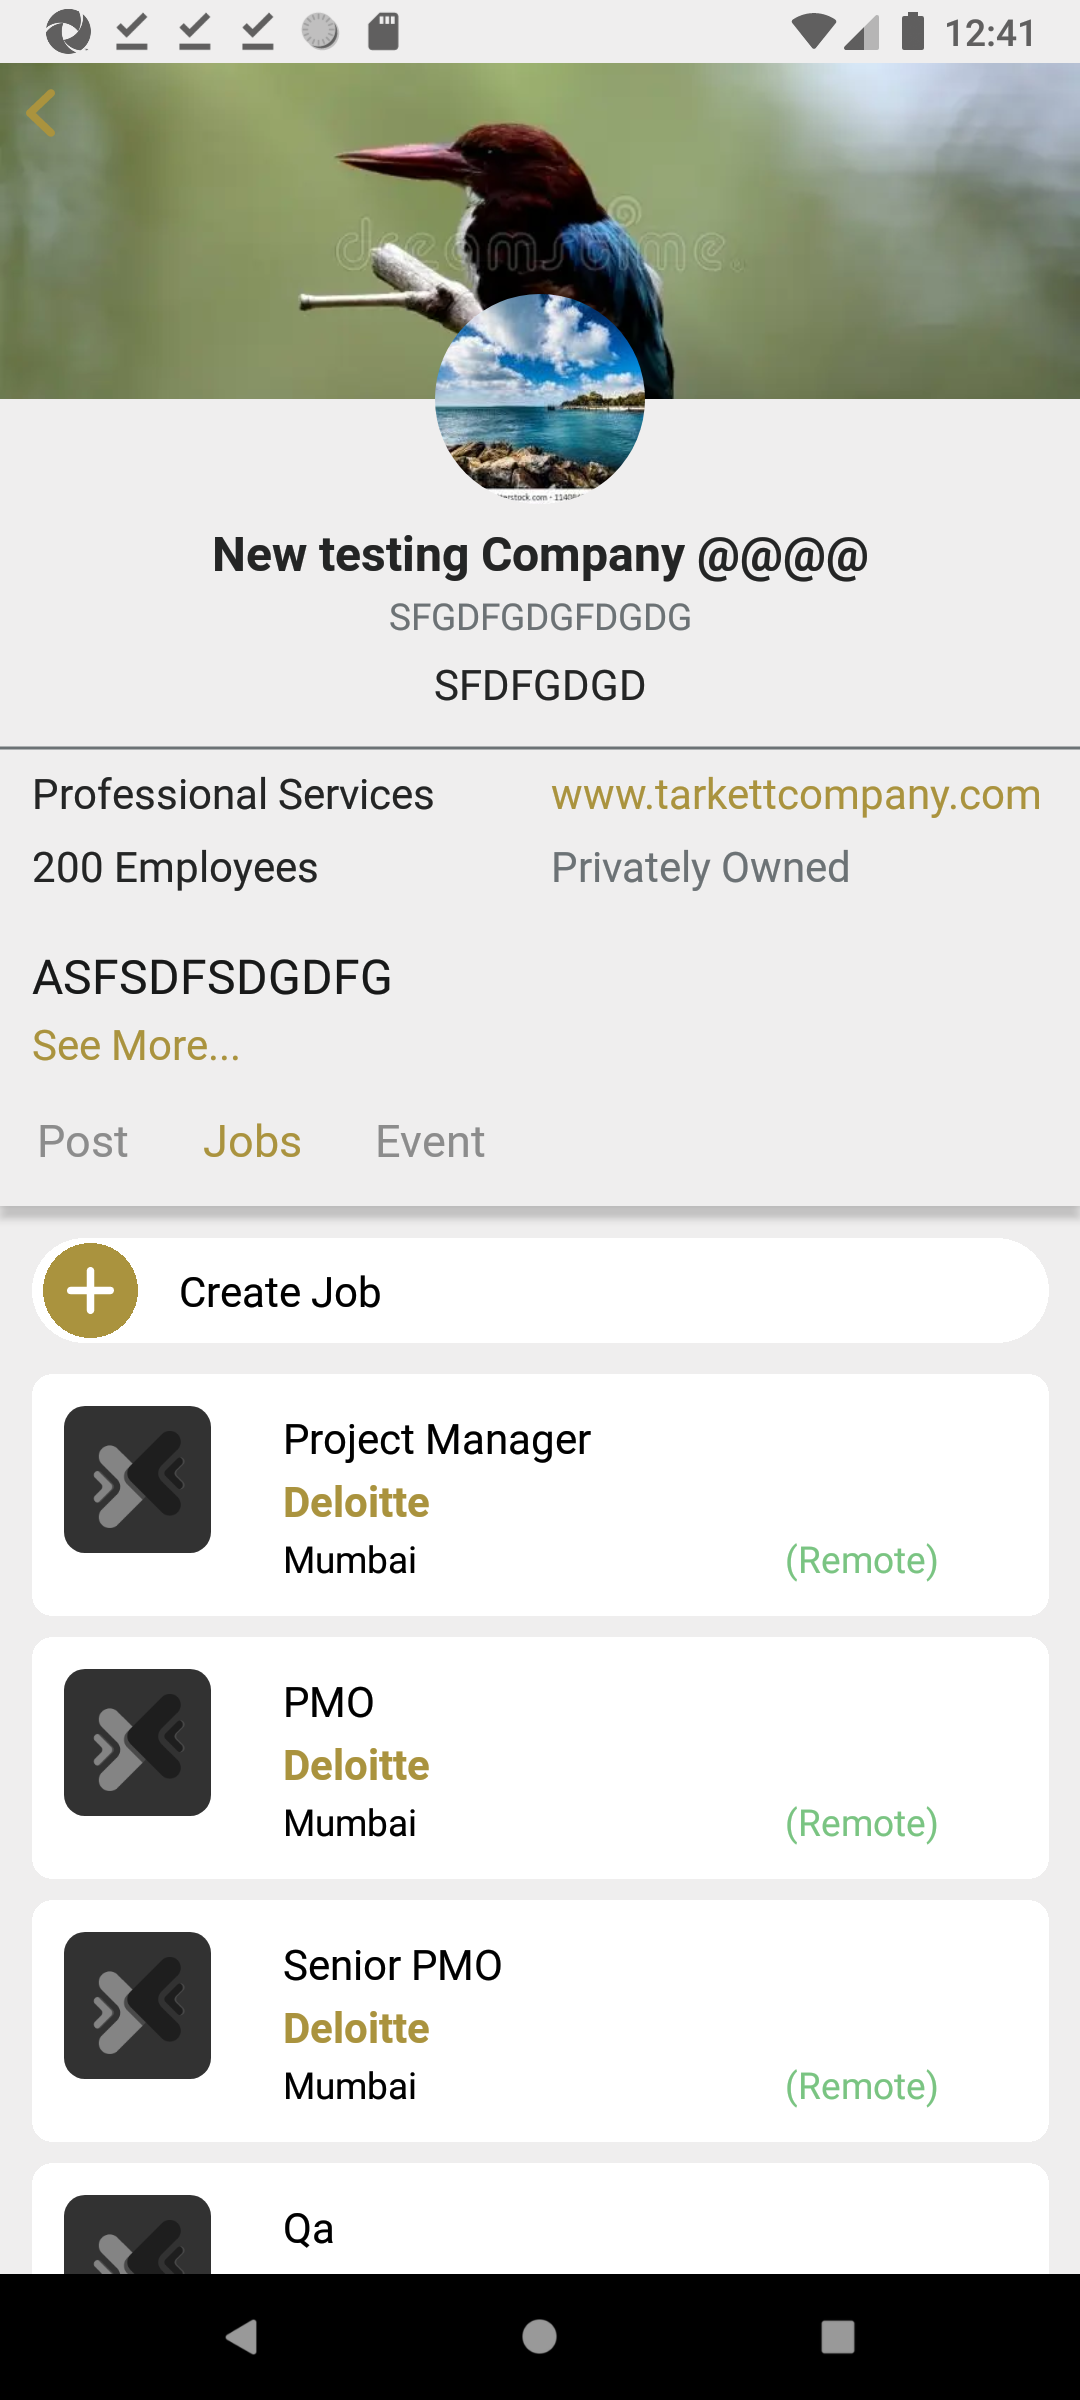 12:41
dreamstime.
New testing Company @@@@
SFGDFGDGFDGDG
SFDFGDGD
Professional Services
www.tarkettcompany.com
200 Employees
Privately Owned
ASFSDFSDGDFG
See More...
Post Jobs Event
Create Job
Project Manager
Deloitte
Mumbai (Remote)
PMO
Deloitte
Mumbai (Remote)
Senior PMO
Deloitte
Mumbai (Remote)
Qa